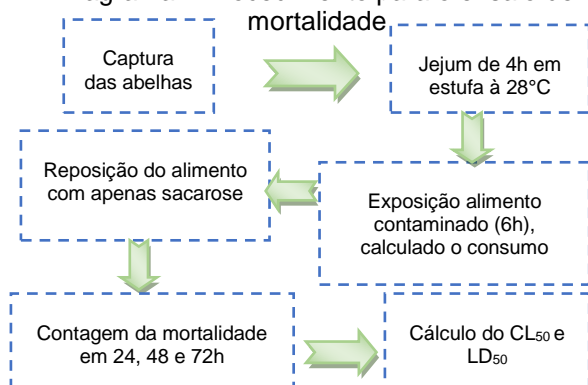 mortalidade
Captura
das abelhas
Jejum de 4h em
estufa à 28°C
Exposição alimento
contaminado (6h),
calculado o consumo
Reposição do alimento
com apenas sacarose
Contagem da mortalidade
em 24, 48 e 72h
Cálculo do CL₅₀ e
LD₅₀